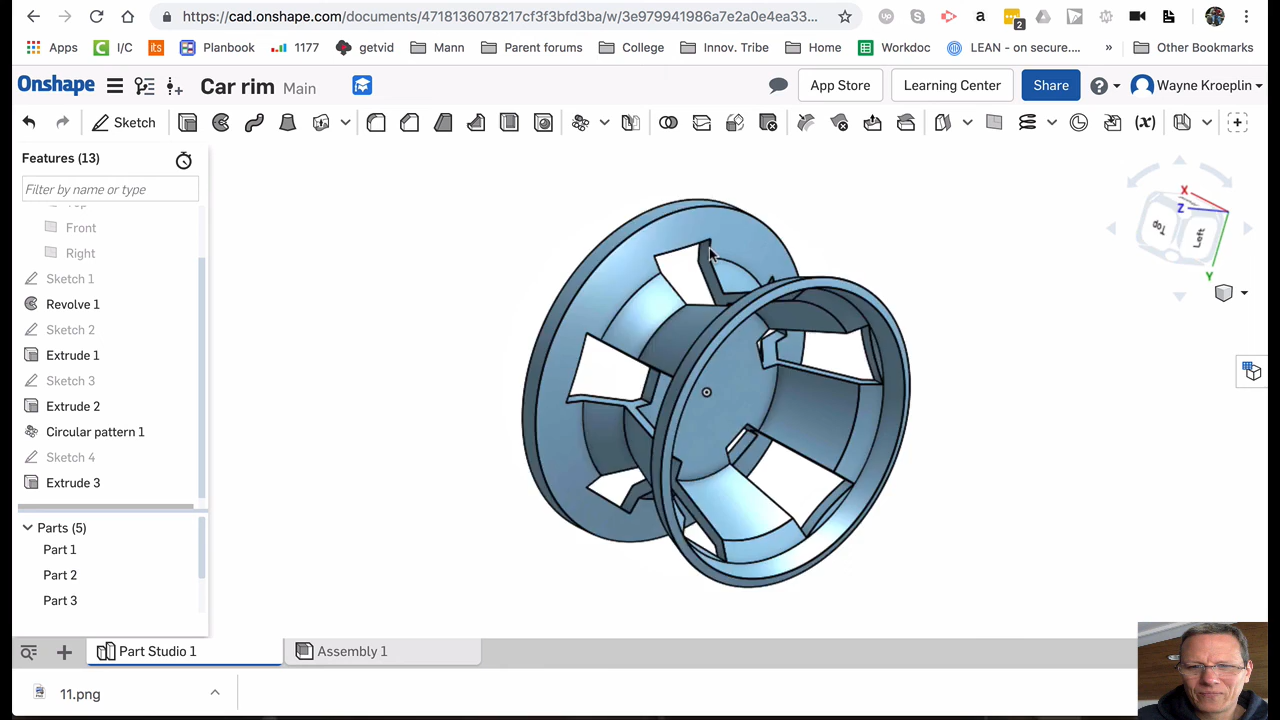 https://cad.onshape.com/documents/4718136078217cf3f3bfd3ba/w/3e979941986a7e2a0e4ea33...
2
Apps I/C its Planbook 1177 getvid Mann Parent forums College Innov. Tribe Home Workdoc LEAN - on secure.... » Other Bookmarks
Onshape Car rim Main App Store Learning Center Share Wayne Kroeplin
Sketch (x)
Features (13)
Filter by name or type
Front
Right
Sketch 1
Revolve 1
Sketch 2
Extrude 1
Sketch 3
Extrude 2
Circular pattern 1
Sketch 4
Extrude 3
Parts (5)
Part 1
Part 2
Part 3
X
Z
Top
Left
Y
Part Studio 1 Assembly 1
11.png